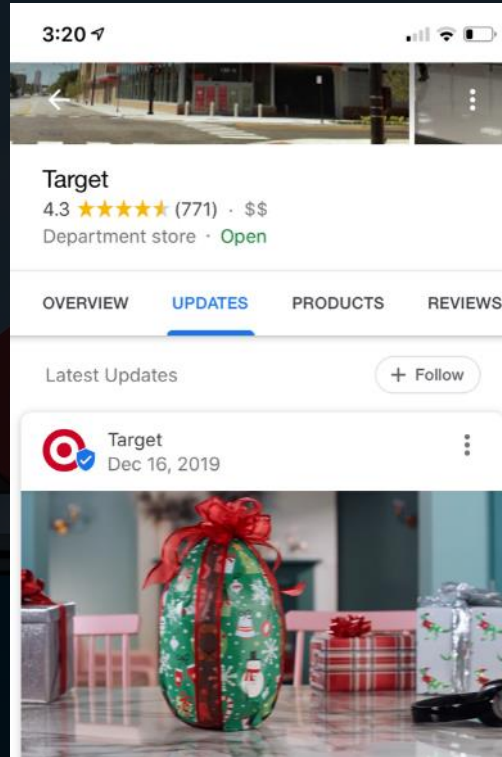 3:20
Target
4.3 ★★★★★ (771) · $$
Department store · Open
OVERVIEW UPDATES PRODUCTS REVIEWS
Latest Updates + Follow
Target
Dec 16, 2019